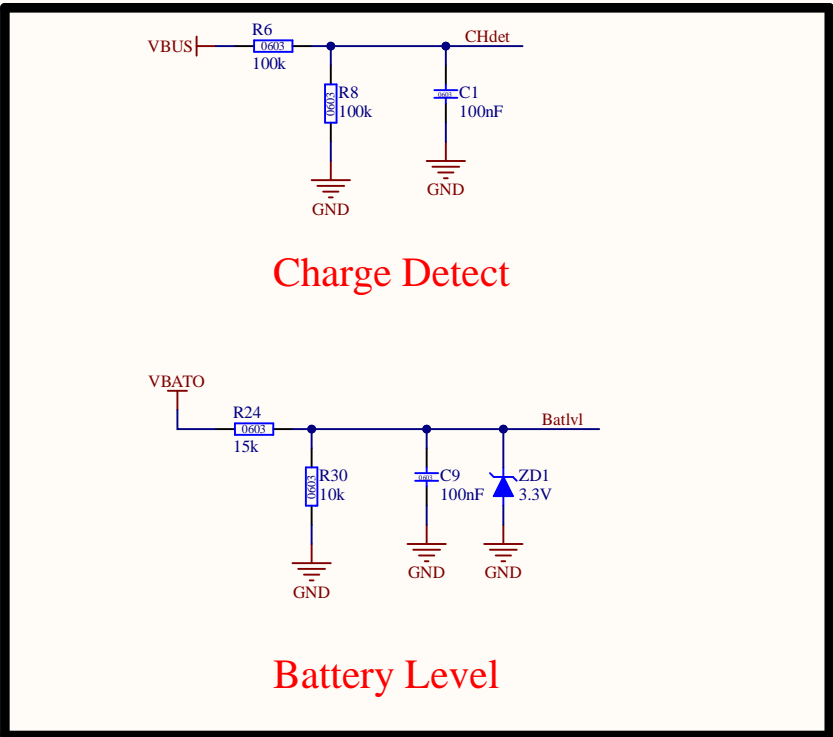 R6
VBUS
0603
100k
CHdet
0603
R8
100k
0603
C1
100nF
GND
GND
Charge Detect
VBATO
R24
0603
15k
Batlvl
0603
R30
10k
0603
C9
100nF
ZD1
3.3V
GND
GND
GND
Battery Level